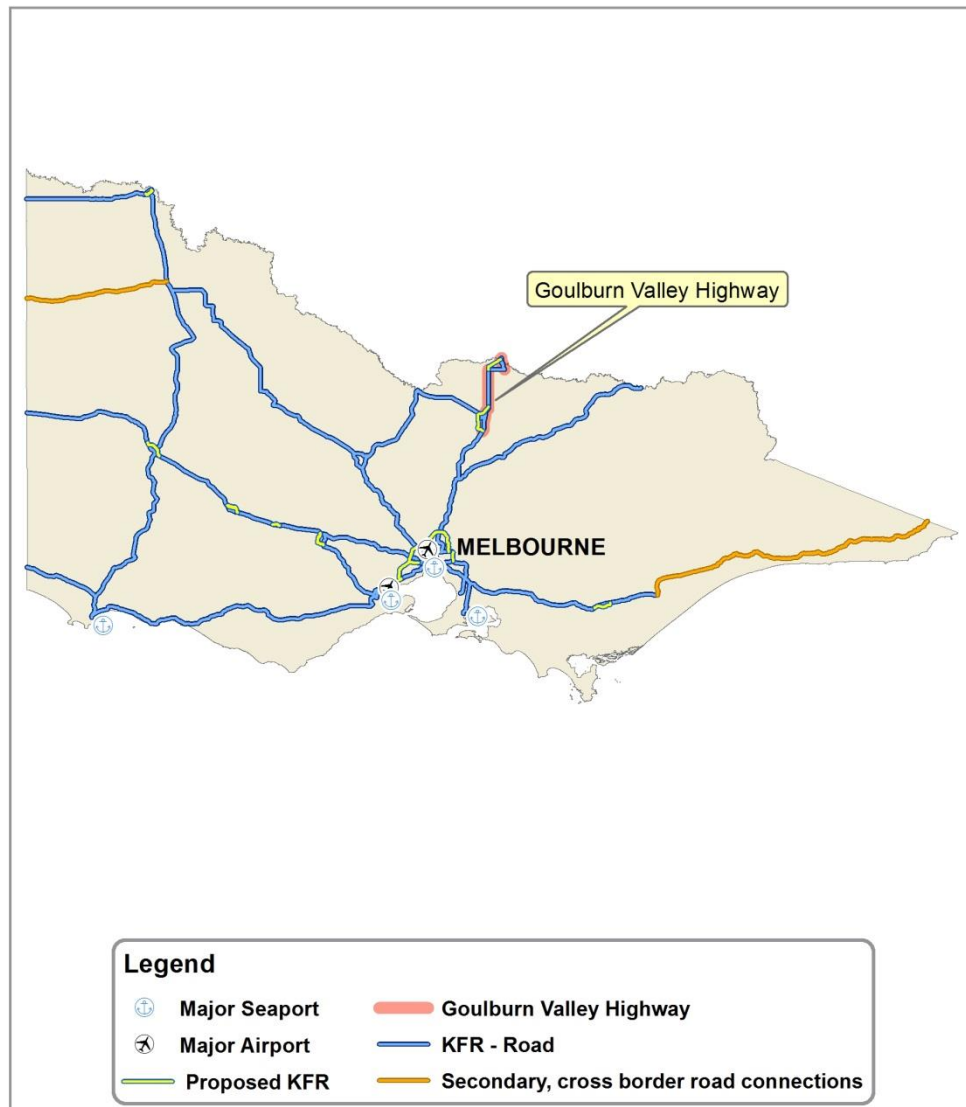 Goulburn Valley Highway
MELBOURNE
Legend
Major Seaport
Goulburn Valley Highway
Major Airport
KFR - Road
Proposed KFR
Secondary, cross border road connections